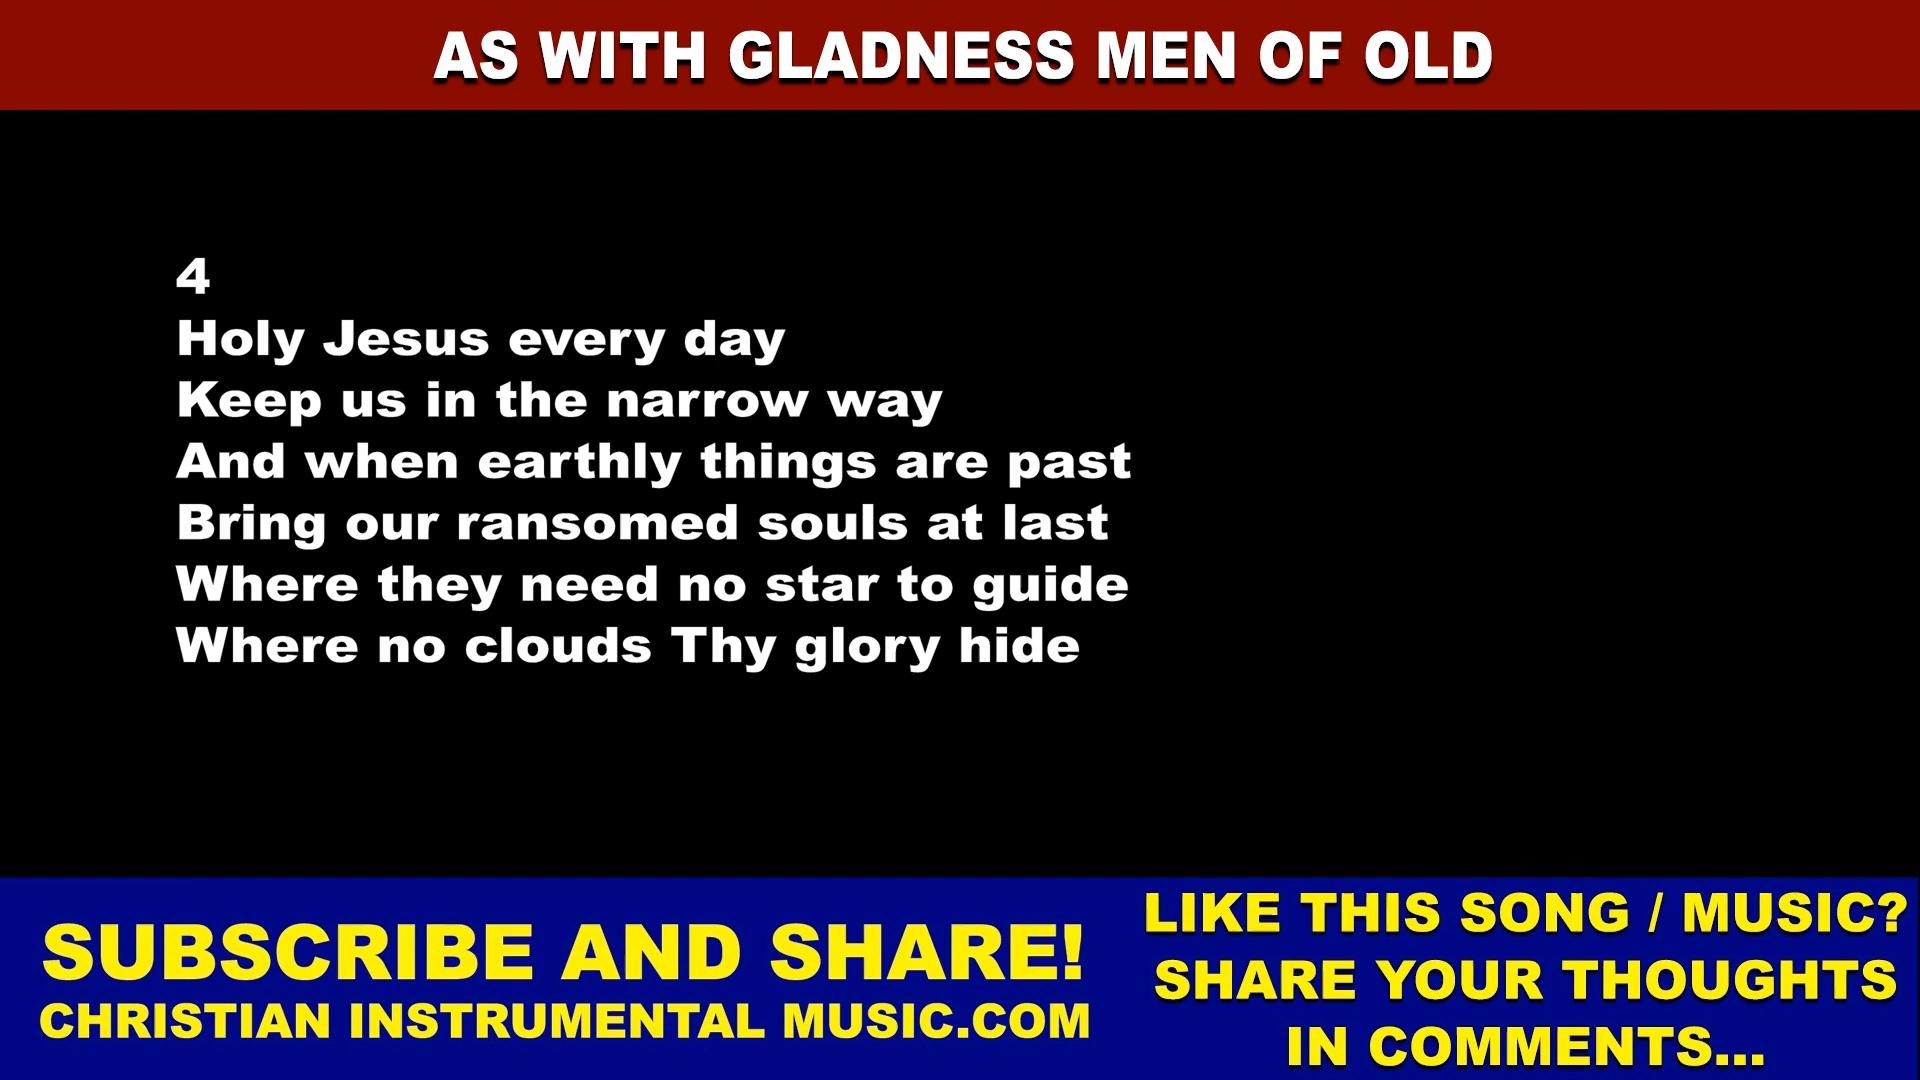 AS WITH GLADNESS MEN OF OLD
4
Holy Jesus every day
Keep us in the narrow way
And when earthly things are past
Bring our ransomed souls at last
Where they need no star to guide
Where no clouds Thy glory hide
SUBSCRIBE AND SHARE!
CHRISTIAN INSTRUMENTAL MUSIC.COM
LIKE THIS SONG / MUSIC?
SHARE YOUR THOUGHTS
IN COMMENTS...